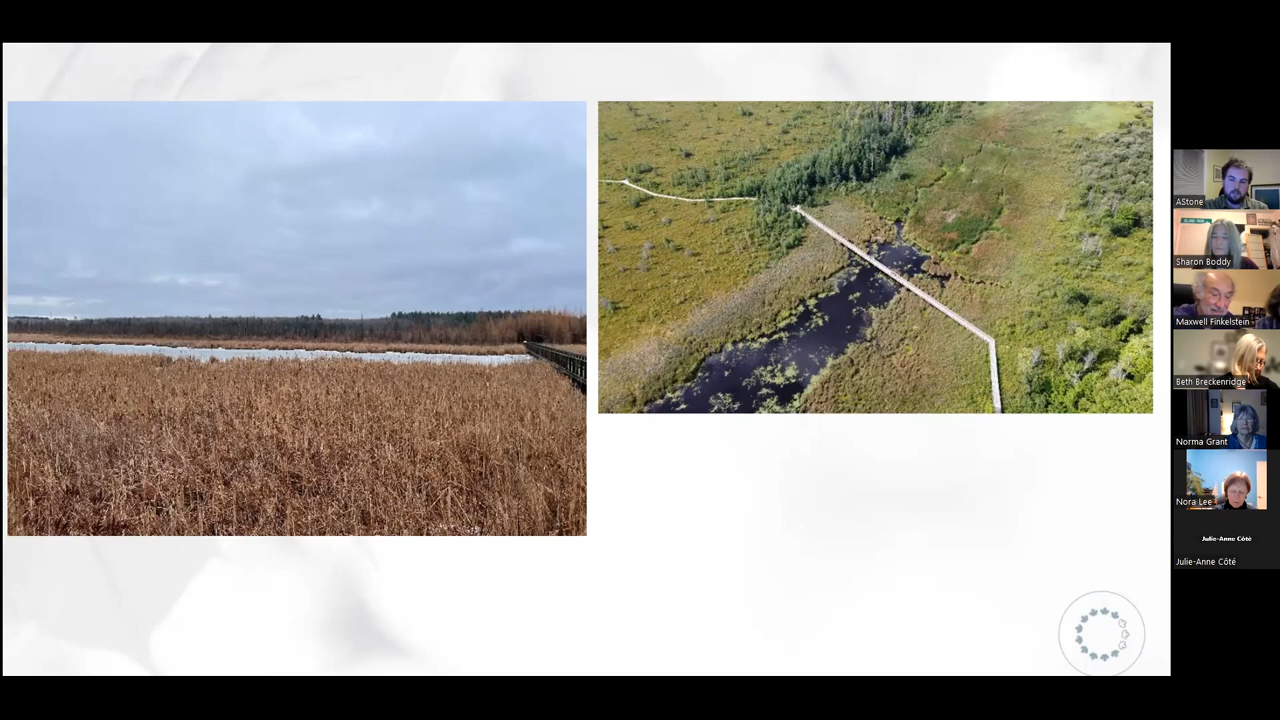 AStone
Sharon Boddy
Maxwell Finkelstein
Beth Breckenridge
Norma Grant
Nora Lee
Julie-Anne Côté
Julie-Anne Côté